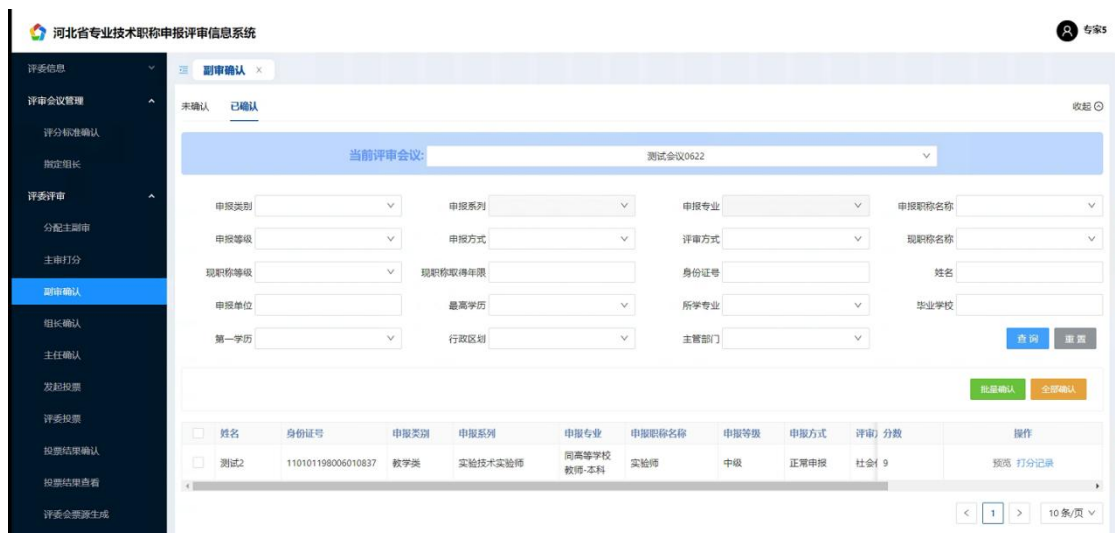 河北省专业技术职称申报评审信息系统
专家5
评委信息
评审会议管理
评分标准确认
指定组长
评委评审
分配主副审
主审打分
副审确认
组长确认
主任确认
发起投票
评委投票
投票结果确认
投票结果查看
评委会票源生成
副审确认 ×
未确认 已确认 收起
当前评审会议: 测试会议0622
申报类别 申报系列 申报专业 申报职称名称
申报等级 申报方式 评审方式 现职称名称
现职称等级 现职称取得年限 身份证号 姓名
申报单位 最高学历 所学专业 毕业学校
第一学历 行政区划 主管部门 查询 重置
批量确认 全部确认
姓名 身份证号 申报类别 申报系列 申报专业 申报职称名称 申报等级 申报方式 评审 分数 操作
测试2 110101198006010837 教学类 实验技术实验师 同高等学校教师-本科 实验师 中级 正常申报 社会 9 预览 打分记录
< 1 > 10 条/页